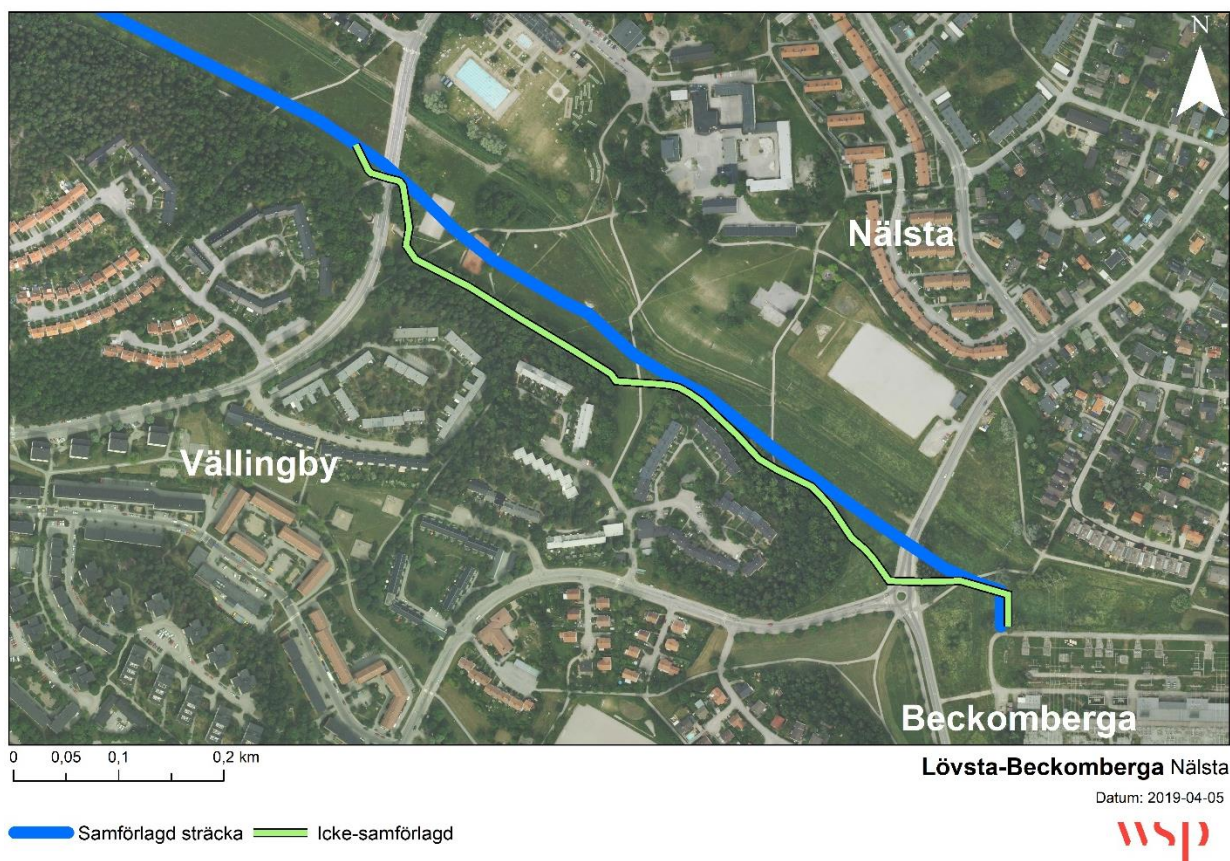 N
Nälsta
Vällingby
Beckomberga
0 0,05 0,1 0,2 km
Lövsta-Beckomberga Nälsta
Datum: 2019-04-05
Samförlagd sträcka Icke-samförlagd
wsp